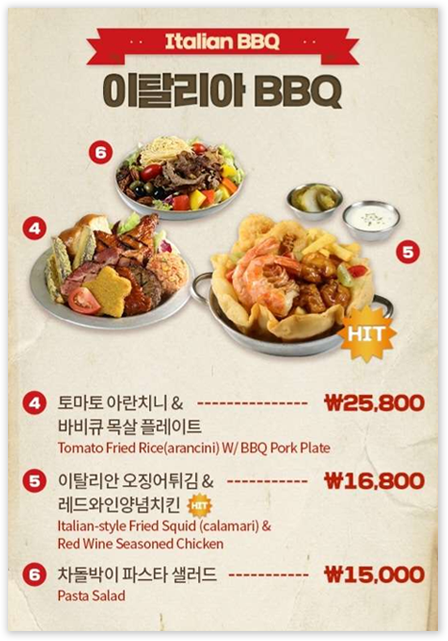 Italian BBQ
이탈리아 BBQ
6
4
5
HIT
4 토마토 아란치니 & ₩25,800
바비큐 목살 플레이트
Tomato Fried Rice(arancini) W/ BBQ Pork Plate
5 이탈리안 오징어튀김 & ₩16,800
레드와인양념치킨 HIT
Italian-style Fried Squid (calamari) &
Red Wine Seasoned Chicken
6 차돌박이 파스타 샐러드 ₩15,000
Pasta Salad